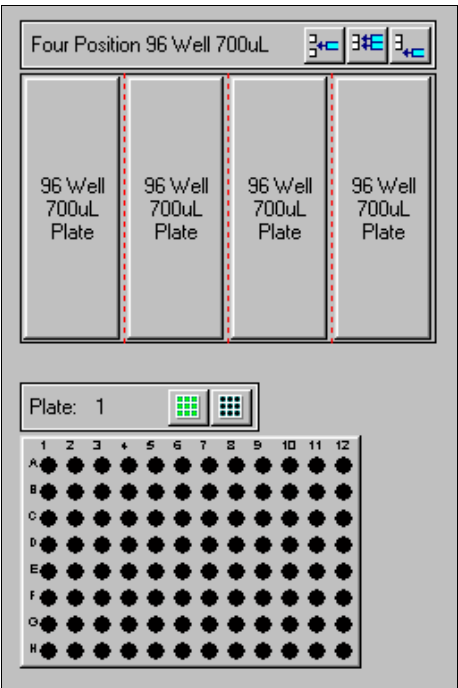 Four Position 96 Well 700uL
96 Well 700uL Plate
96 Well 700uL Plate
96 Well 700uL Plate
96 Well 700uL Plate
Plate: 1
1 2 3 4 5 6 7 8 9 10 11 12
A
B
C
D
E
F
G
H